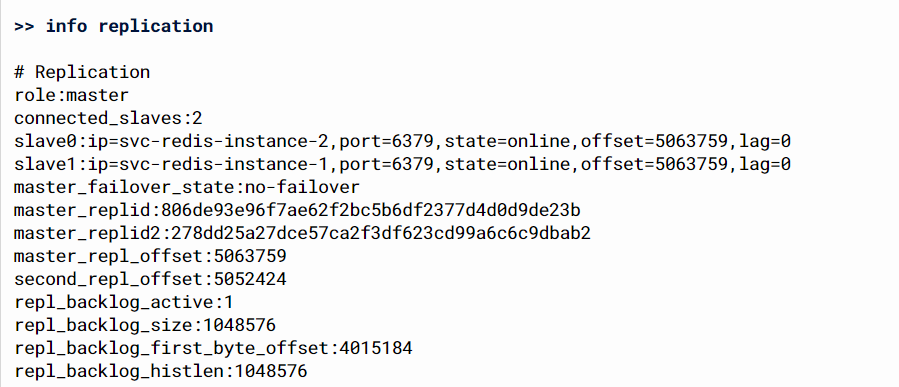 >> info replication
# Replication
role:master
connected_slaves:2
slave0:ip=svc-redis-instance-2,port=6379,state=online,offset=5063759,lag=0
slave1:ip=svc-redis-instance-1,port=6379,state=online,offset=5063759,lag=0
master_failover_state:no-failover
master_replid:806de93e96f7ae62f2bc5b6df2377d4d0d9de23b
master_replid2:278dd25a27dce57ca2f3df623cd99a6c6c9dbab2
master_repl_offset:5063759
second_repl_offset:5052424
repl_backlog_active:1
repl_backlog_size:1048576
repl_backlog_first_byte_offset:4015184
repl_backlog_histlen:1048576